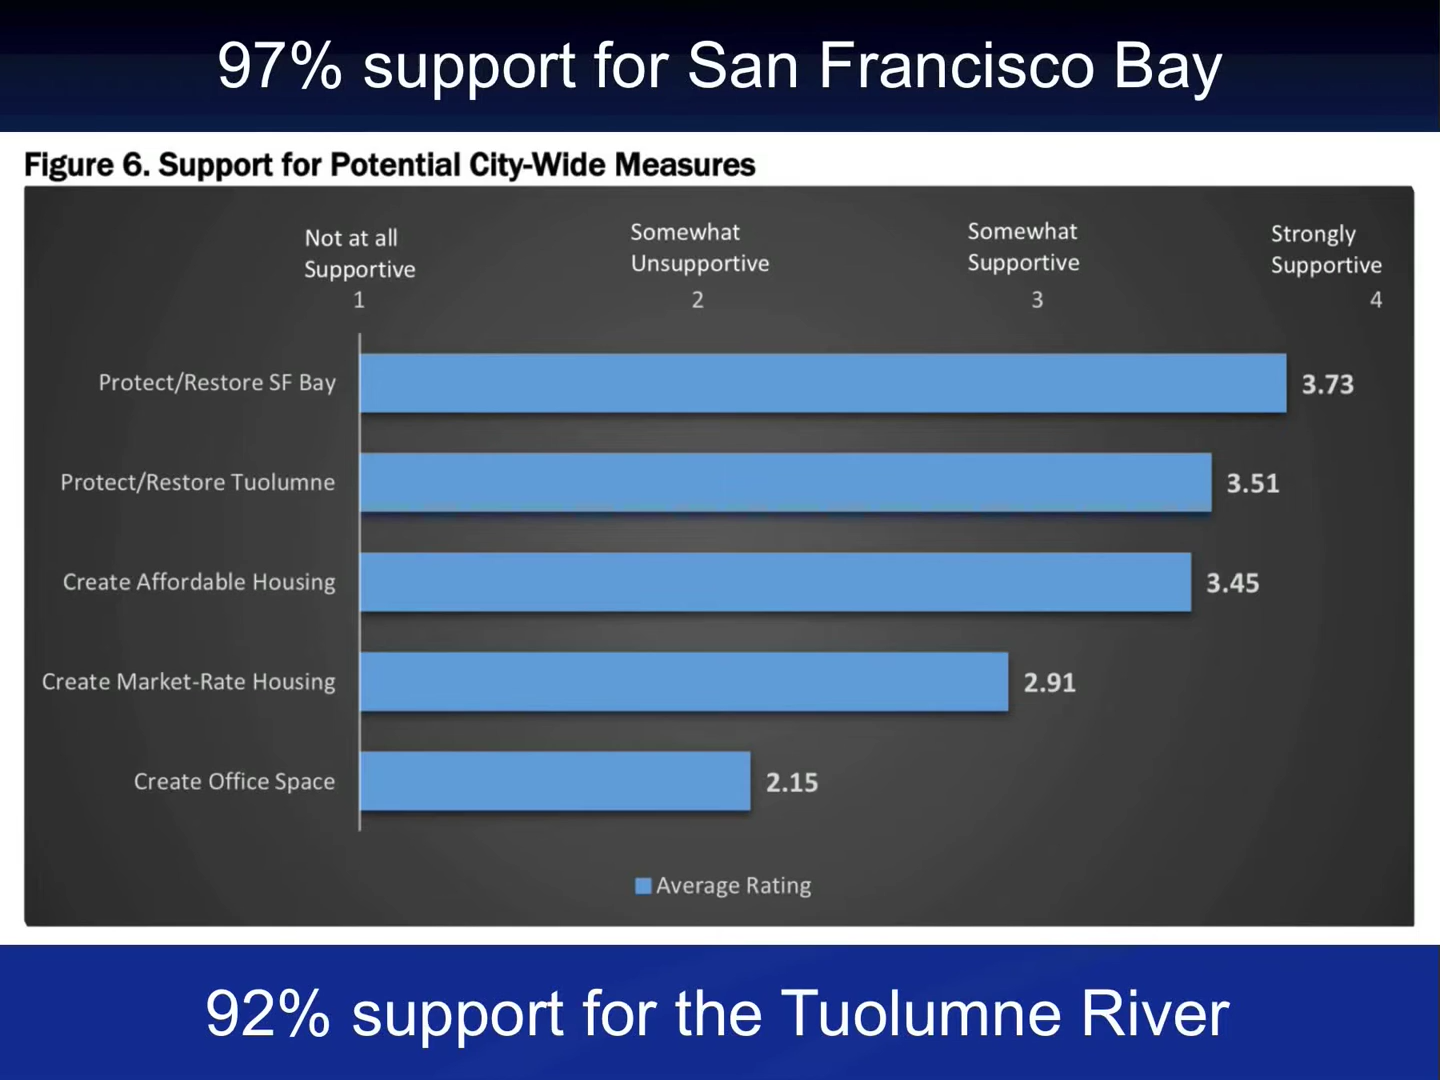 97% support for San Francisco Bay
Figure 6. Support for Potential City-Wide Measures
Not at all
Supportive
1
Somewhat
Unsupportive
2
Somewhat
Supportive
3
Strongly
Supportive
4
Protect/Restore SF Bay
3.73
Protect/Restore Tuolumne
3.51
Create Affordable Housing
3.45
Create Market-Rate Housing
2.91
Create Office Space
2.15
Average Rating
92% support for the Tuolumne River